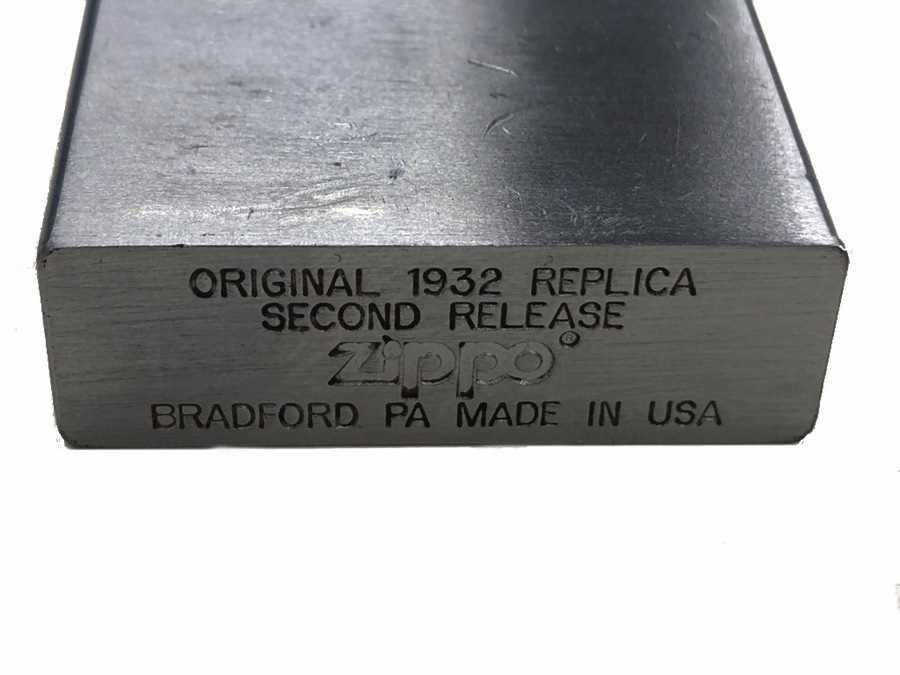 ORIGINAL 1932 REPLICA
SECOND RELEASE
zippo®
BRADFORD PA MADE IN USA